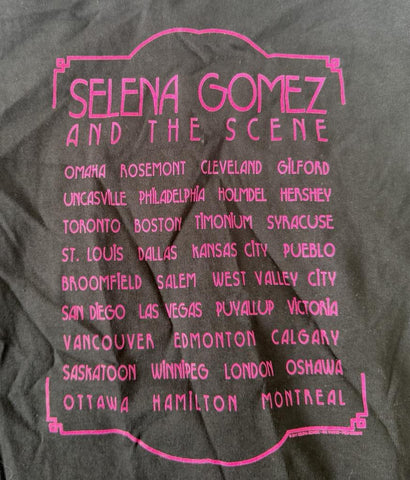 SELENA GOMEZ
AND THE SCENE
OMAHA ROSEMONT CLEVELAND GILFORD
UNCASVILLE PHILADELPHIA HOLMDEL HERSHEY
TORONTO BOSTON TIMONIUM SYRACUSE
ST. LOUIS DALLAS KANSAS CITY PUEBLO
BROOMFIELD SALEM WEST VALLEY CITY
SAN DIEGO LAS VEGAS PUYALLUP VICTORIA
VANCOUVER EDMONTON CALGARY
SASKATOON WINNIPEG LONDON OSHAWA
OTTAWA HAMILTON MONTREAL